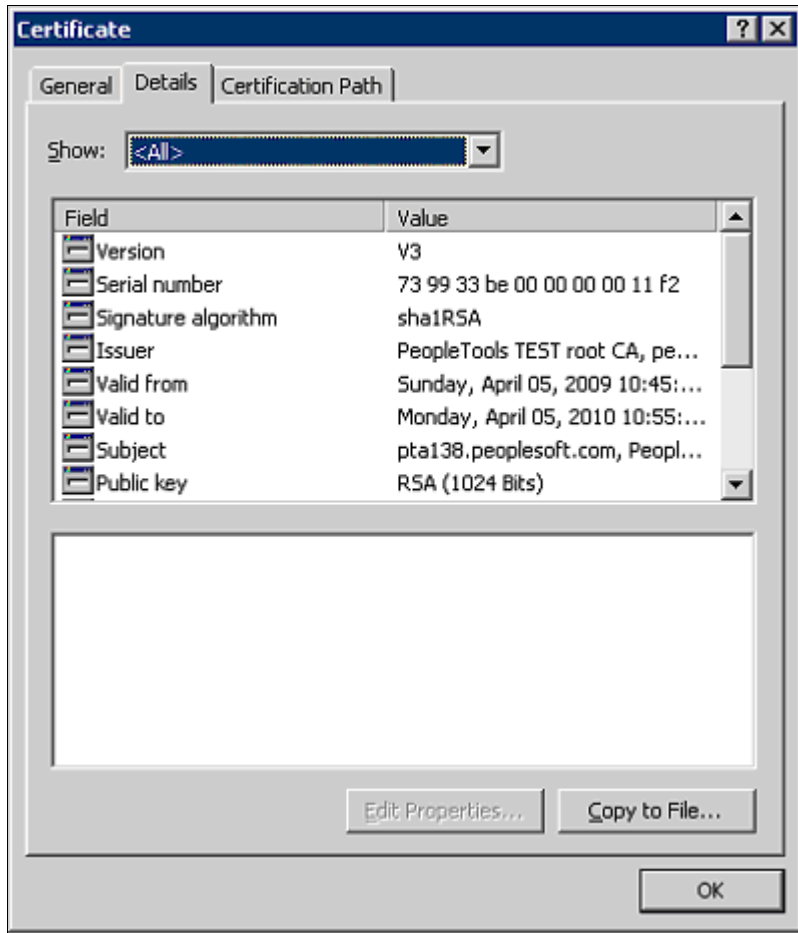 Certificate
General Details Certification Path
Show: <All>
Field Value
Version V3
Serial number 73 99 33 be 00 00 00 00 11 f2
Signature algorithm sha1RSA
Issuer PeopleTools TEST root CA, pe...
Valid from Sunday, April 05, 2009 10:45:...
Valid to Monday, April 05, 2010 10:55:...
Subject pta138.peoplesoft.com, Peopl...
Public key RSA (1024 Bits)
Edit Properties... Copy to File...
OK